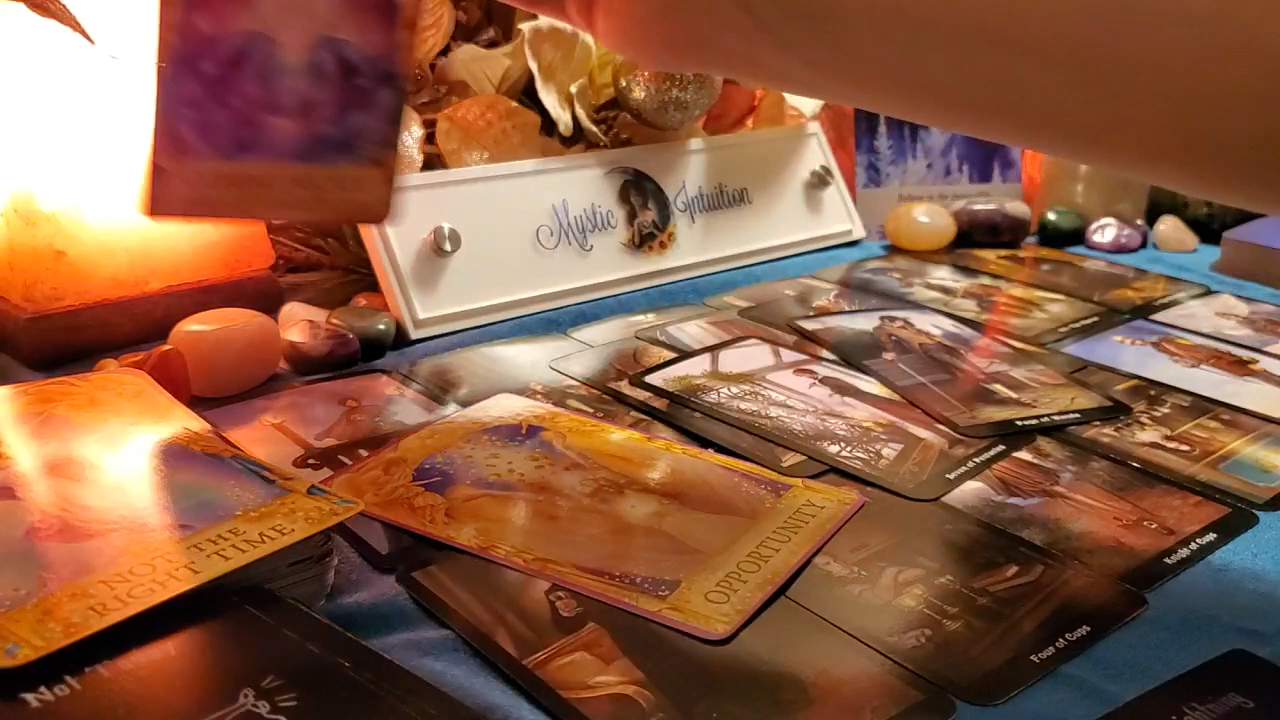 Mystic Intuition
Four of Wands
Seven of Pentacles
Knight of Cups
OPPORTUNITY
NOT THE
RIGHT TIME
Four of Cups
Not